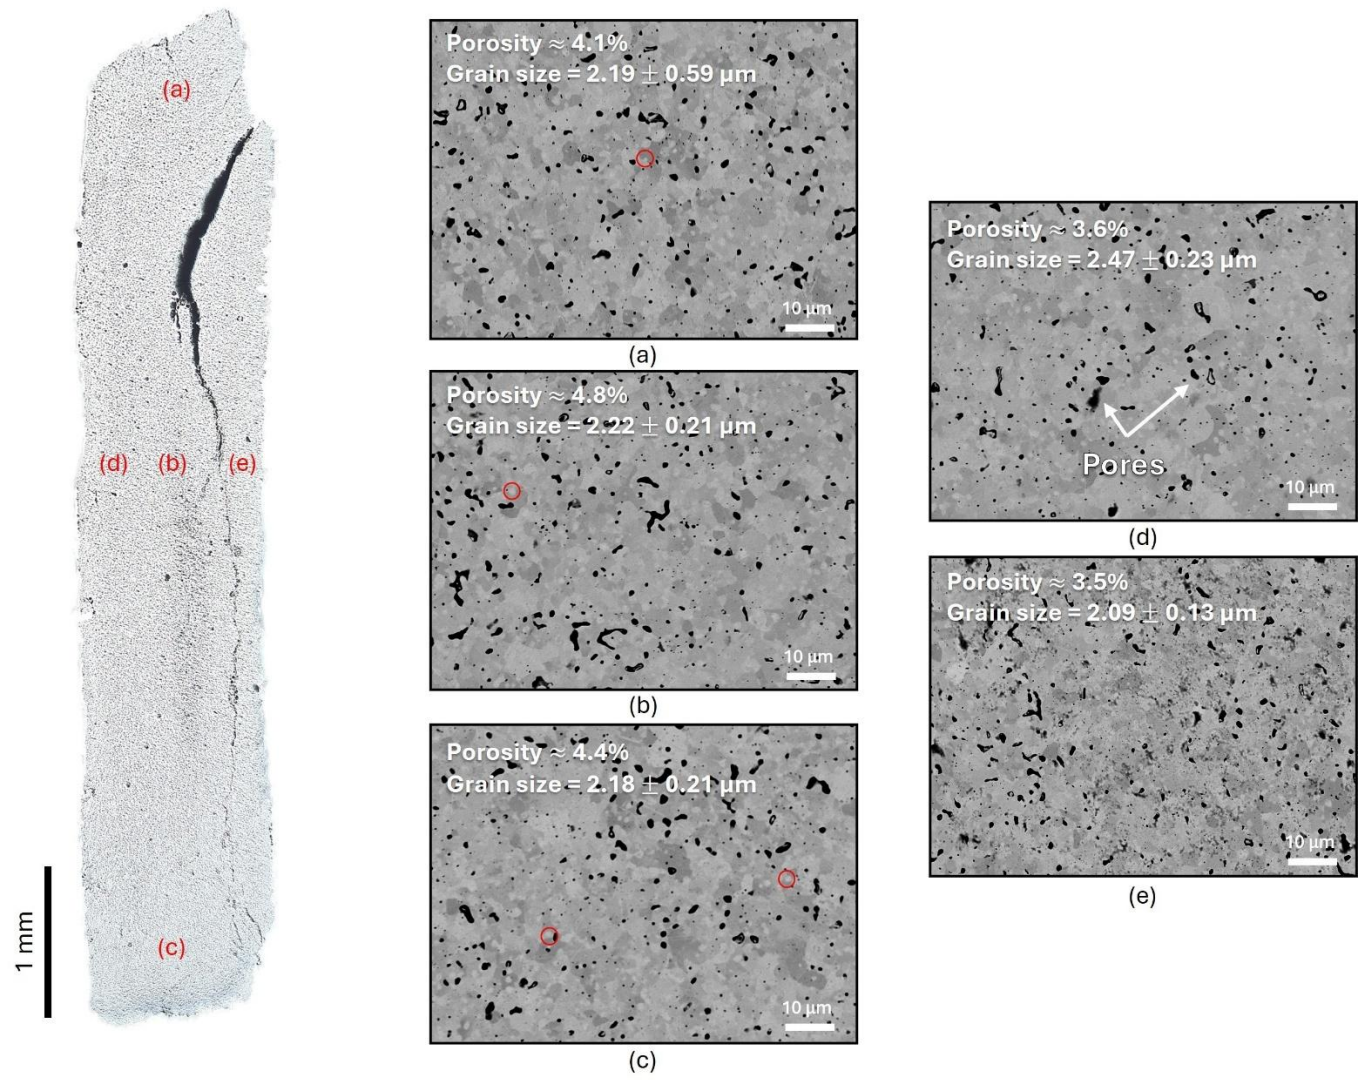 (a)
(d)
(b)
(e)
(c)
1 mm
Porosity ≈ 4.1%
Grain size = 2.19 ± 0.59 µm
10 µm
(a)
Porosity ≈ 4.8%
Grain size = 2.22 ± 0.21 µm
10 µm
(b)
Porosity ≈ 4.4%
Grain size = 2.18 ± 0.21 µm
10 µm
(c)
Porosity ≈ 3.6%
Grain size = 2.47 ± 0.23 µm
Pores
10 µm
(d)
Porosity ≈ 3.5%
Grain size = 2.09 ± 0.13 µm
10 µm
(e)